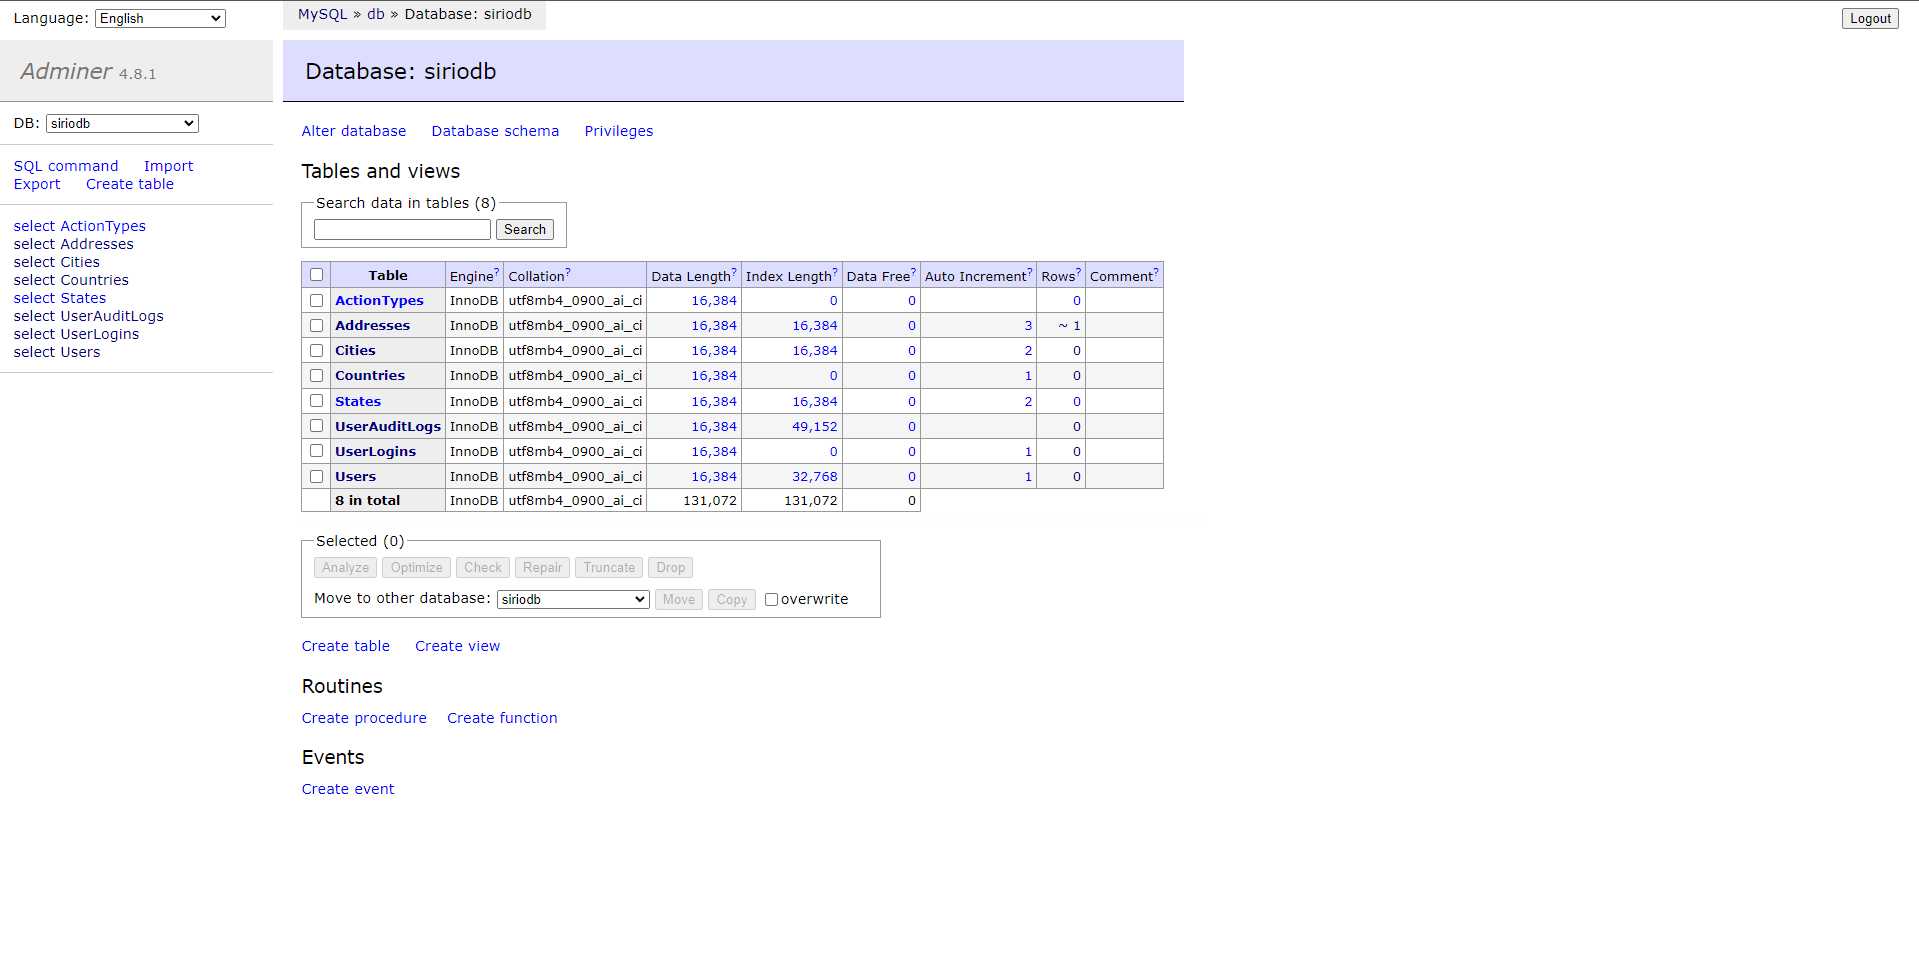 Language: English
MySQL » db » Database: siriodb
Logout
Adminer 4.8.1
Database: siriodb
DB: siriodb
SQL command Import
Export Create table
select ActionTypes
select Addresses
select Cities
select Countries
select States
select UserAuditLogs
select UserLogins
select Users
Alter database Database schema Privileges
Tables and views
Search data in tables (8)
Search
Table Engine? Collation? Data Length? Index Length? Data Free? Auto Increment? Rows? Comment?
ActionTypes InnoDB utf8mb4_0900_ai_ci 16,384 0 0 0
Addresses InnoDB utf8mb4_0900_ai_ci 16,384 16,384 0 3 ~ 1
Cities InnoDB utf8mb4_0900_ai_ci 16,384 16,384 0 2 0
Countries InnoDB utf8mb4_0900_ai_ci 16,384 0 0 1 0
States InnoDB utf8mb4_0900_ai_ci 16,384 16,384 0 2 0
UserAuditLogs InnoDB utf8mb4_0900_ai_ci 16,384 49,152 0 0
UserLogins InnoDB utf8mb4_0900_ai_ci 16,384 0 0 1 0
Users InnoDB utf8mb4_0900_ai_ci 16,384 32,768 0 1 0
8 in total InnoDB utf8mb4_0900_ai_ci 131,072 131,072 0
Selected (0)
Analyze Optimize Check Repair Truncate Drop
Move to other database: siriodb Move Copy overwrite
Create table Create view
Routines
Create procedure Create function
Events
Create event